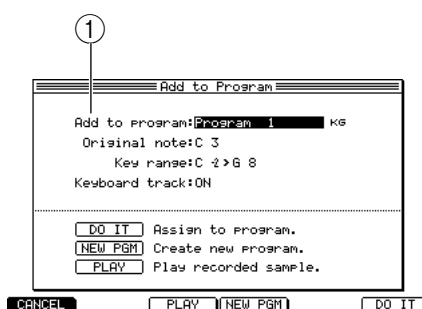 1
Add to Program
Add to program:Program 1 KG
Original note:C 3
Key range:C -2>G 8
Keyboard track:ON
DO IT Assign to program.
NEW PGM Create new program.
PLAY Play recorded sample.
CANCEL PLAY NEW PGM DO IT